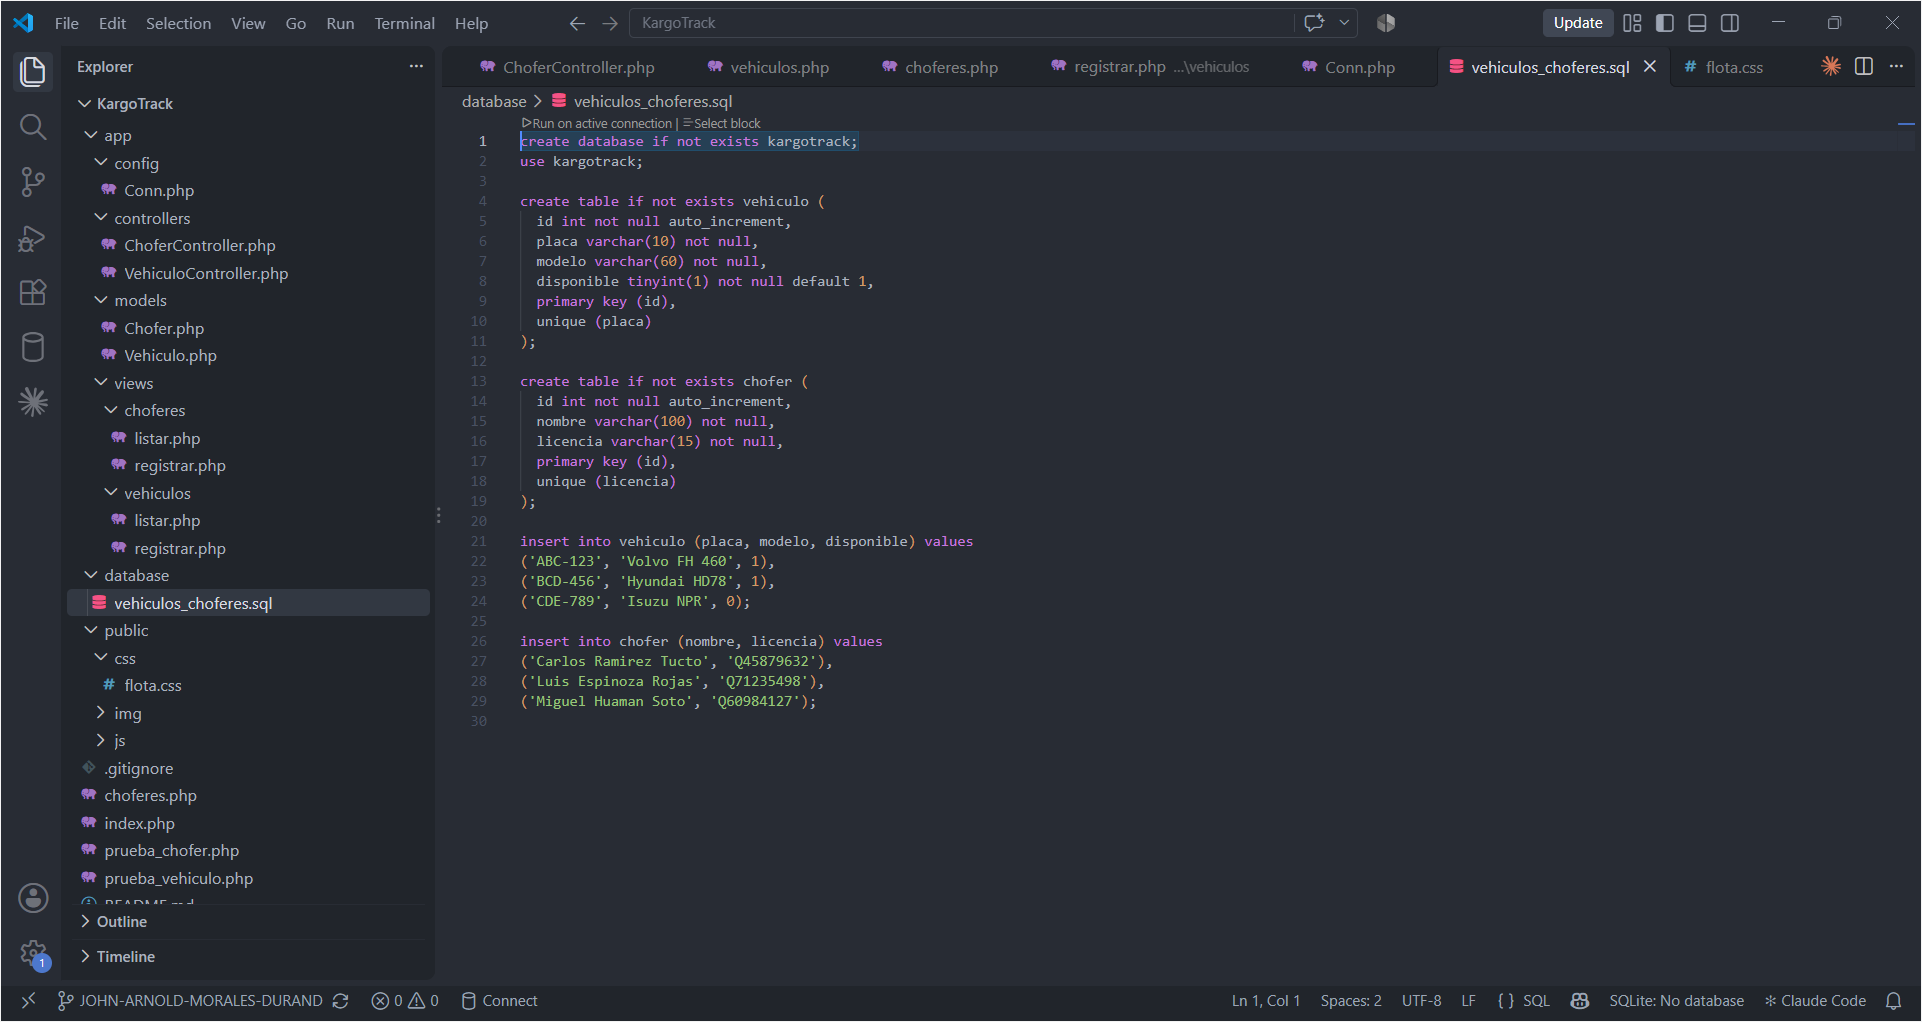 File Edit Selection View Go Run Terminal Help
KargoTrack
Update
Explorer
KargoTrack
app
config
Conn.php
controllers
ChoferController.php
VehiculoController.php
models
Chofer.php
Vehiculo.php
views
choferes
listar.php
registrar.php
vehiculos
listar.php
registrar.php
database
vehiculos_choferes.sql
public
css
# flota.css
img
js
.gitignore
choferes.php
index.php
prueba_chofer.php
prueba_vehiculo.php
README.md
Outline
Timeline
1
ChoferController.php vehiculos.php choferes.php registrar.php ...\vehiculos Conn.php vehiculos_choferes.sql # flota.css
database > vehiculos_choferes.sql
Run on active connection | Select block
1 create database if not exists kargotrack;
2 use kargotrack;
3
4 create table if not exists vehiculo (
5 id int not null auto_increment,
6 placa varchar(10) not null,
7 modelo varchar(60) not null,
8 disponible tinyint(1) not null default 1,
9 primary key (id),
10 unique (placa)
11 );
12
13 create table if not exists chofer (
14 id int not null auto_increment,
15 nombre varchar(100) not null,
16 licencia varchar(15) not null,
17 primary key (id),
18 unique (licencia)
19 );
20
21 insert into vehiculo (placa, modelo, disponible) values
22 ('ABC-123', 'Volvo FH 460', 1),
23 ('BCD-456', 'Hyundai HD78', 1),
24 ('CDE-789', 'Isuzu NPR', 0);
25
26 insert into chofer (nombre, licencia) values
27 ('Carlos Ramirez Tucto', 'Q45879632'),
28 ('Luis Espinoza Rojas', 'Q71235498'),
29 ('Miguel Huaman Soto', 'Q60984127');
30
JOHN-ARNOLD-MORALES-DURAND 0 0 Connect Ln 1, Col 1 Spaces: 2 UTF-8 LF {} SQL SQLite: No database Claude Code